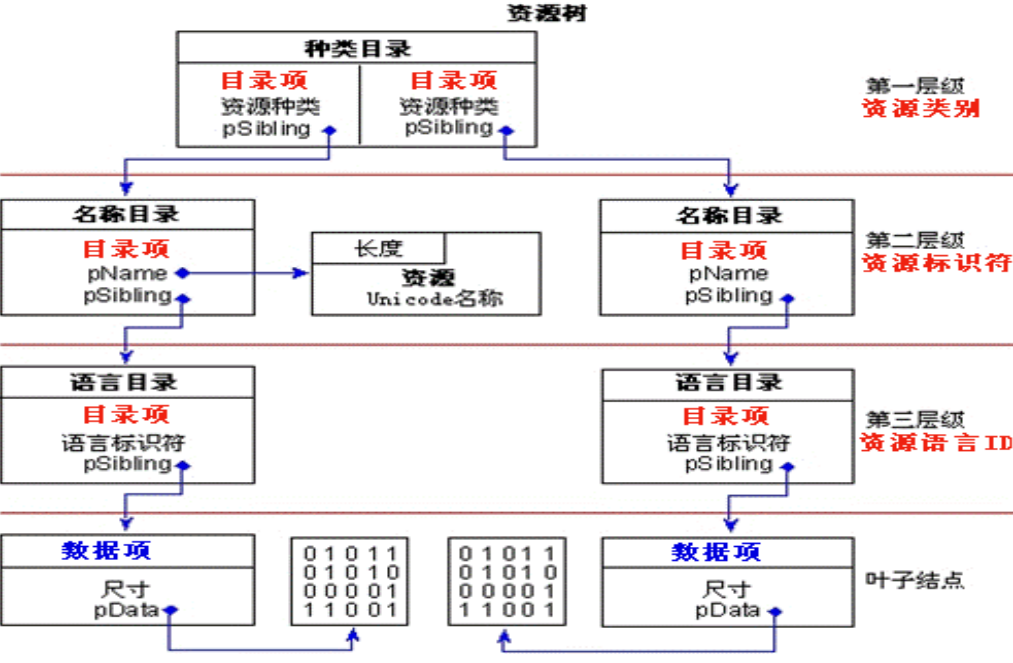 资源树
种类目录
目录项 目录项
资源种类 资源种类
pSibling pSibling
第一层级
资源类别
名称目录
目录项
pName
pSibling
长度
资源
Unicode名称
名称目录
目录项
pName
pSibling
第二层级
资源标识符
语言目录
目录项
语言标识符
pSibling
语言目录
目录项
语言标识符
pSibling
第三层级
资源语言ID
数据项
尺寸
pData
0 1 0 1 1
0 1 0 1 0
0 0 0 0 1
1 1 0 0 1
0 1 0 1 1
0 1 0 1 0
0 0 0 0 1
1 1 0 0 1
数据项
尺寸
pData
叶子结点